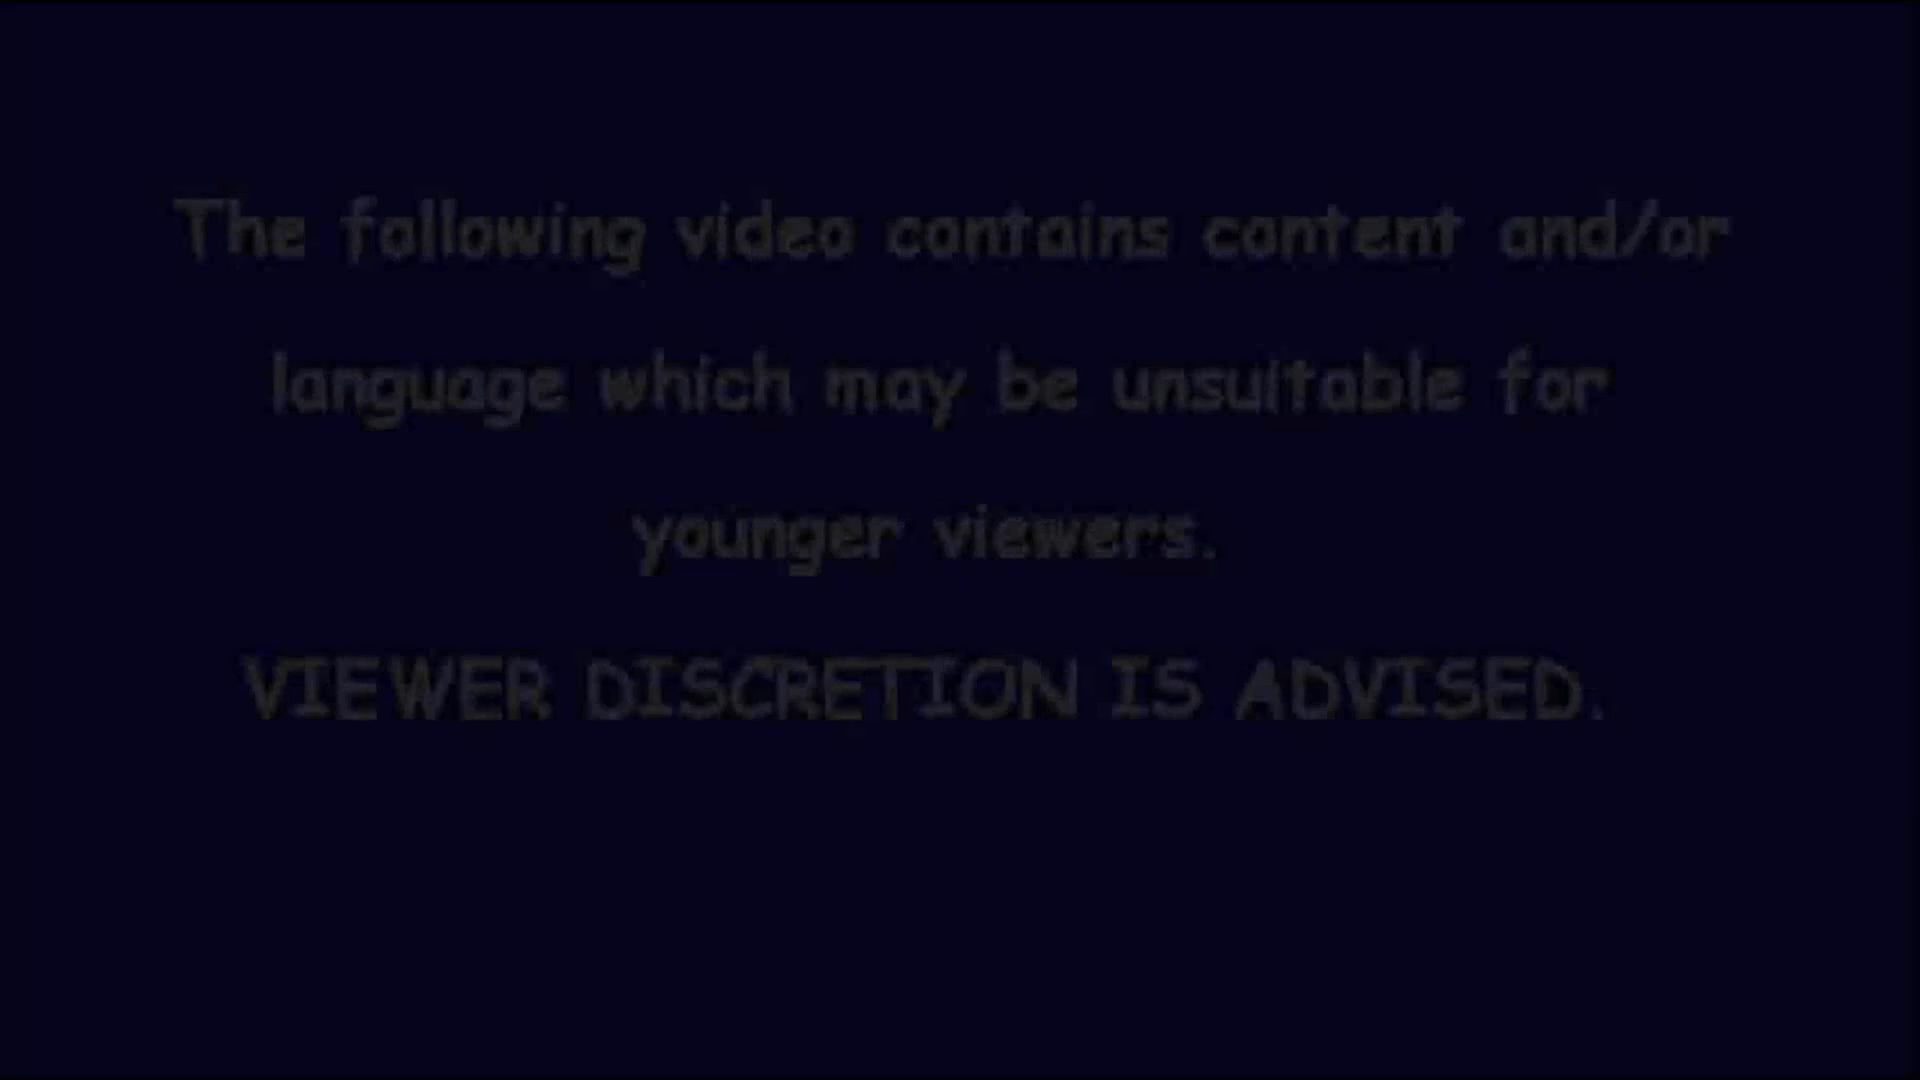 The following video contains content and/or
language which may be unsuitable for
younger viewers.
VIEWER DISCRETION IS ADVISED.